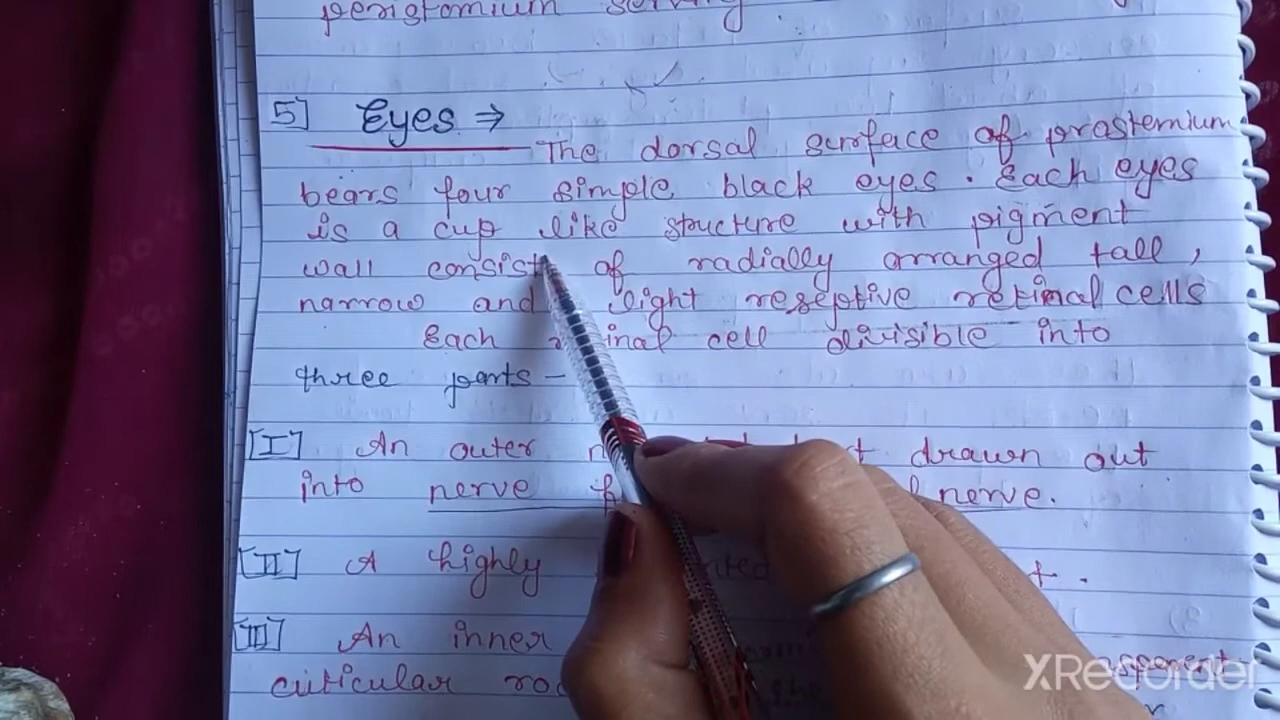 peristomium serving
5] Eyes ⇒
The dorsal surface of prostemium
bears four simple black eyes. Each eyes
is a cup like structure with pigment
wall consist of radially arranged tall,
narrow and light reseptive retinal cells
Each inal cell divisible into
three parts -
[I] An outer drawn out
into nerve nerve.
[II] A highly
[III] An inner
cuticular
XRecorder